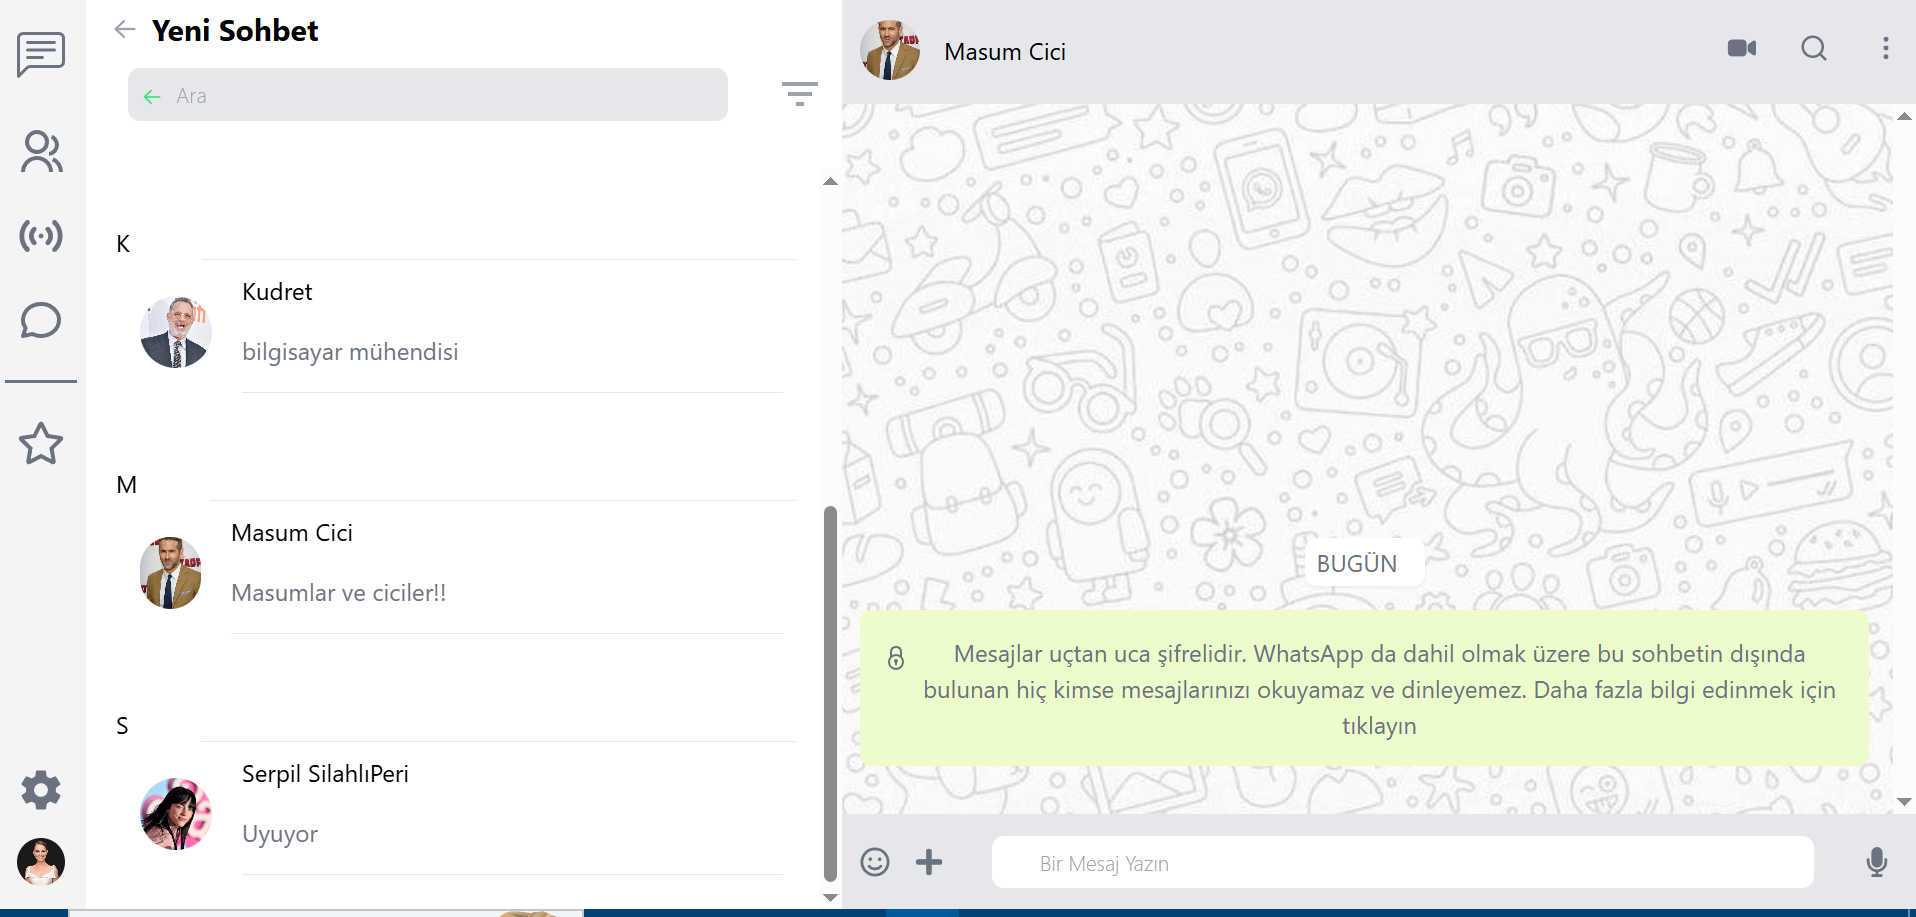 Yeni Sohbet
Ara
K
Kudret
bilgisayar mühendisi
M
Masum Cici
Masumlar ve ciciler!!
S
Serpil SilahlıPeri
Uyuyor
Masum Cici
BUGÜN
Mesajlar uçtan uca şifrelidir. WhatsApp da dahil olmak üzere bu sohbetin dışında
bulunan hiç kimse mesajlarınızı okuyamaz ve dinleyemez. Daha fazla bilgi edinmek için
tıklayın
Bir Mesaj Yazın